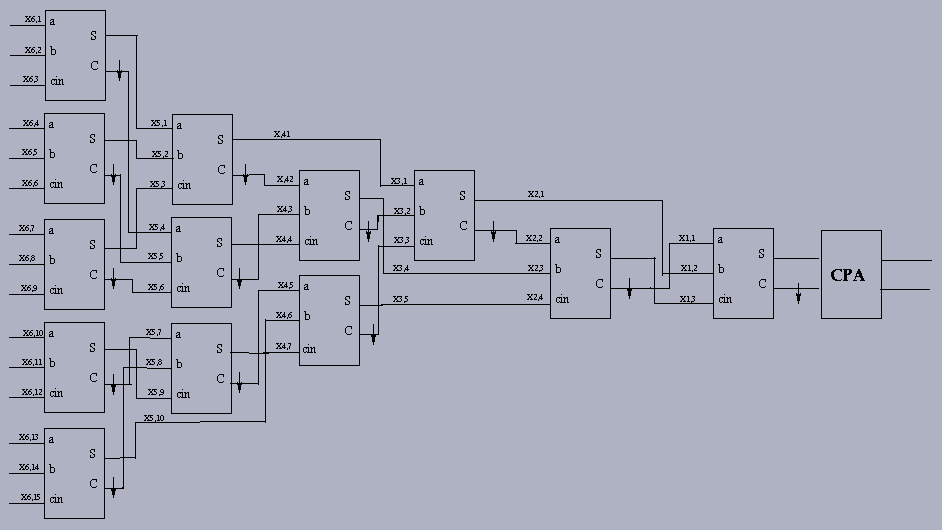 X6,1 a S
X6,2 b
C
X6,3 cin
X6,4 a S
X6,5 b
C
X6,6 cin
X6,7 a S
X6,8 b
C
X6,9 cin
X6,10 a S
X6,11 b
C
X6,12 cin
X6,13 a S
X6,14 b
C
X6,15 cin
X5,1 a S
X5,2 b
C
X5,3 cin
X5,4 a S
X5,5 b
C
X5,6 cin
X5,7 a S
X5,8 b
C
X5,9 cin
X5,10
X,41
X42 a S
X4,3 b
C
X4,4 cin
X4,5 a S
X4,6 b
C
X4,7 cin
X3,1 a S
X3,2 b
C
X3,3 cin
X3,4
X3,5
X2,1
X2,2 a S
X2,3 b
C
X2,4 cin
X1,1 a S
X1,2 b
C
X1,3 cin
CPA